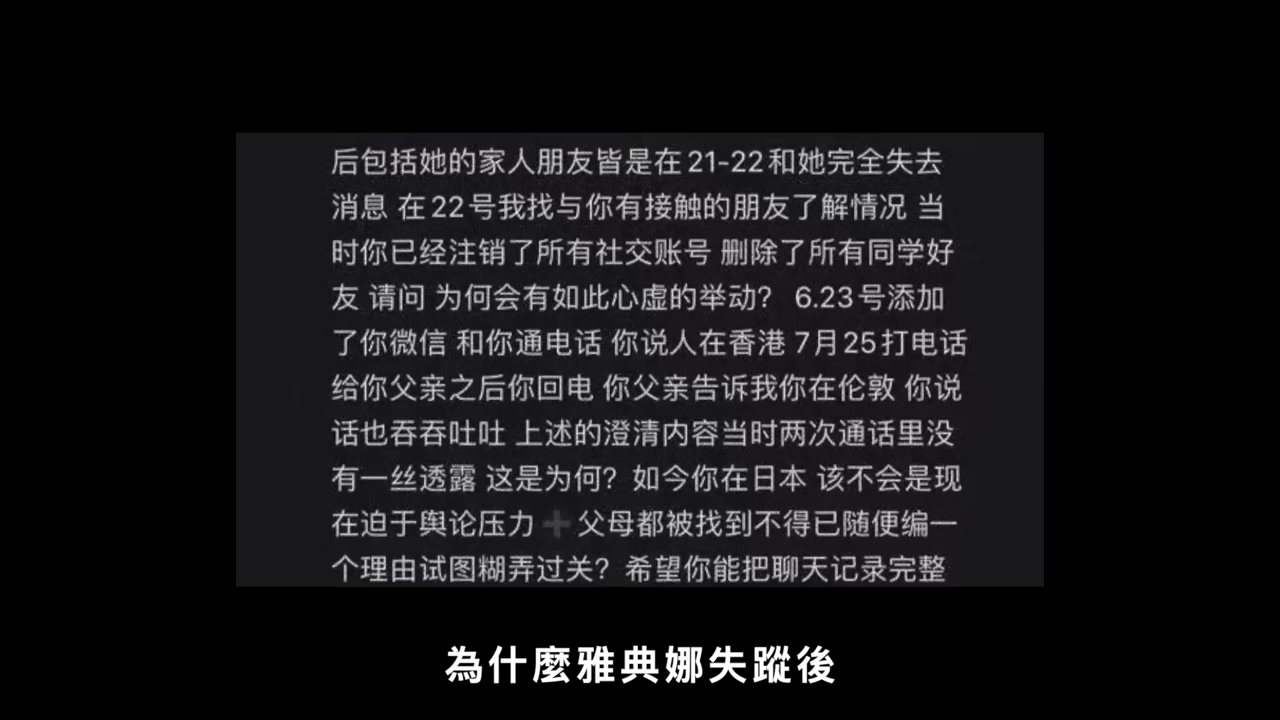 后包括她的家人朋友皆是在21-22和她完全失去
消息 在22号我找与你有接触的朋友了解情况 当
时你已经注销了所有社交账号 删除了所有同学好
友 请问 为何会有如此心虚的举动? 6.23号添加
了你微信 和你通电话 你说人在香港 7月25打电话
给你父亲之后你回电 你父亲告诉我你在伦敦 你说
话也吞吞吐吐 上述的澄清内容当时两次通话里没
有一丝透露 这是为何? 如今你在日本 该不会是现
在迫于舆论压力➕父母都被找到不得已随便编一
个理由试图糊弄过关? 希望你能把聊天记录完整
為什麼雅典娜失蹤後